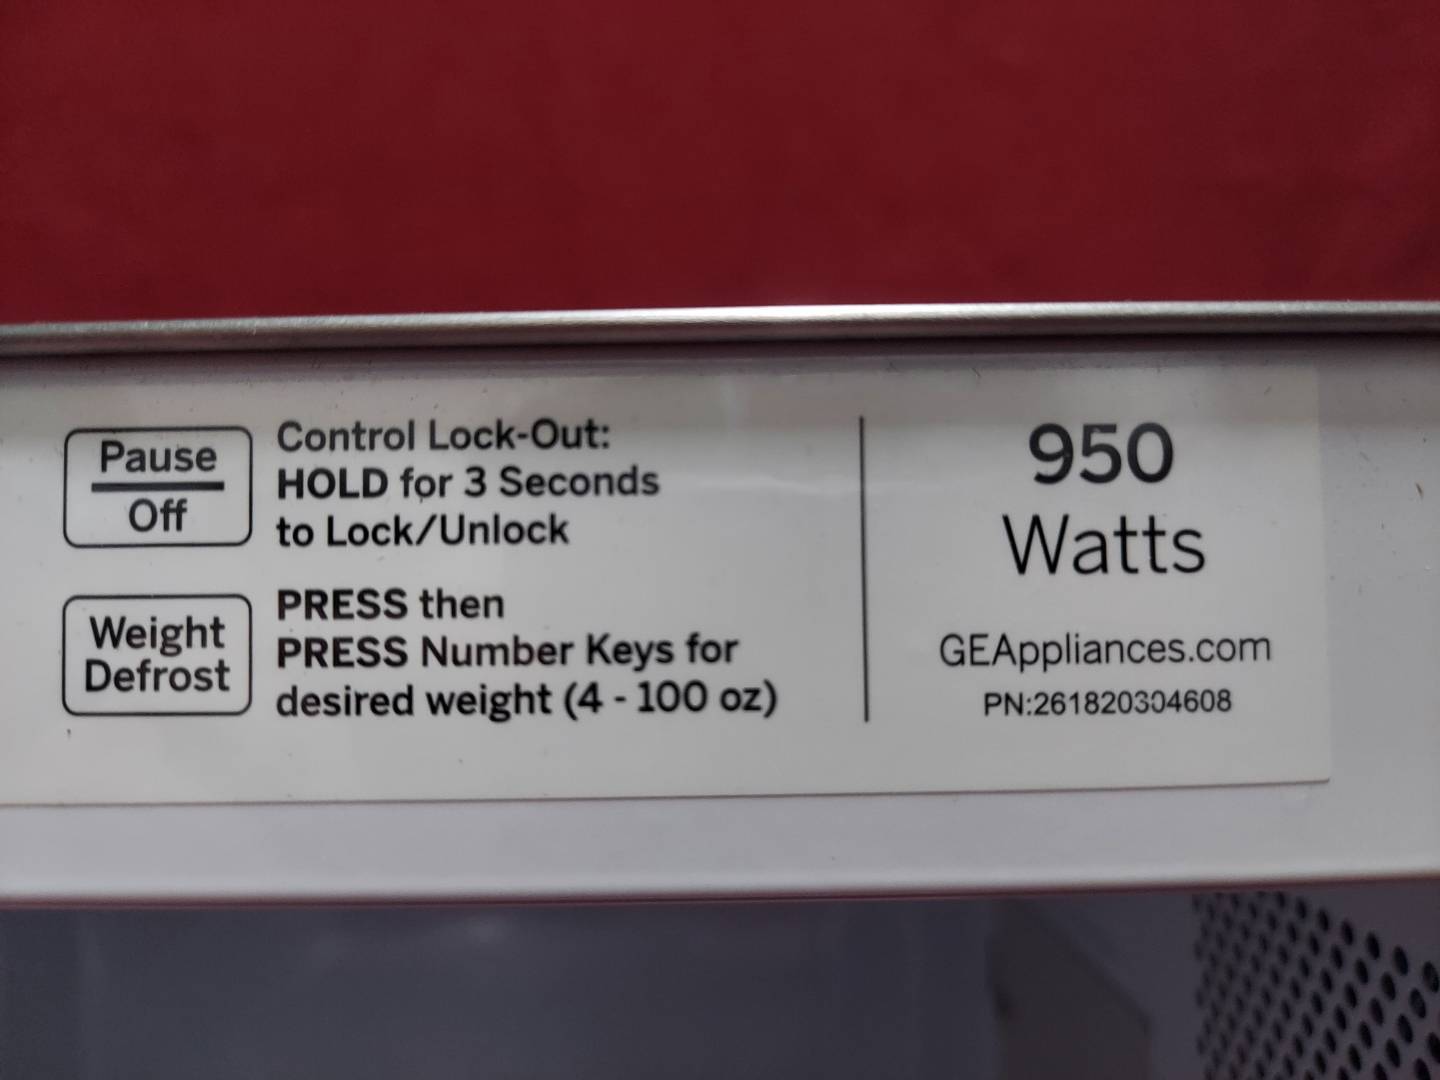 Pause
Off
Control Lock-Out:
HOLD for 3 Seconds
to Lock/Unlock
Weight
Defrost
PRESS then
PRESS Number Keys for
desired weight (4 - 100 oz)
950
Watts
GEAppliances.com
PN:261820304608